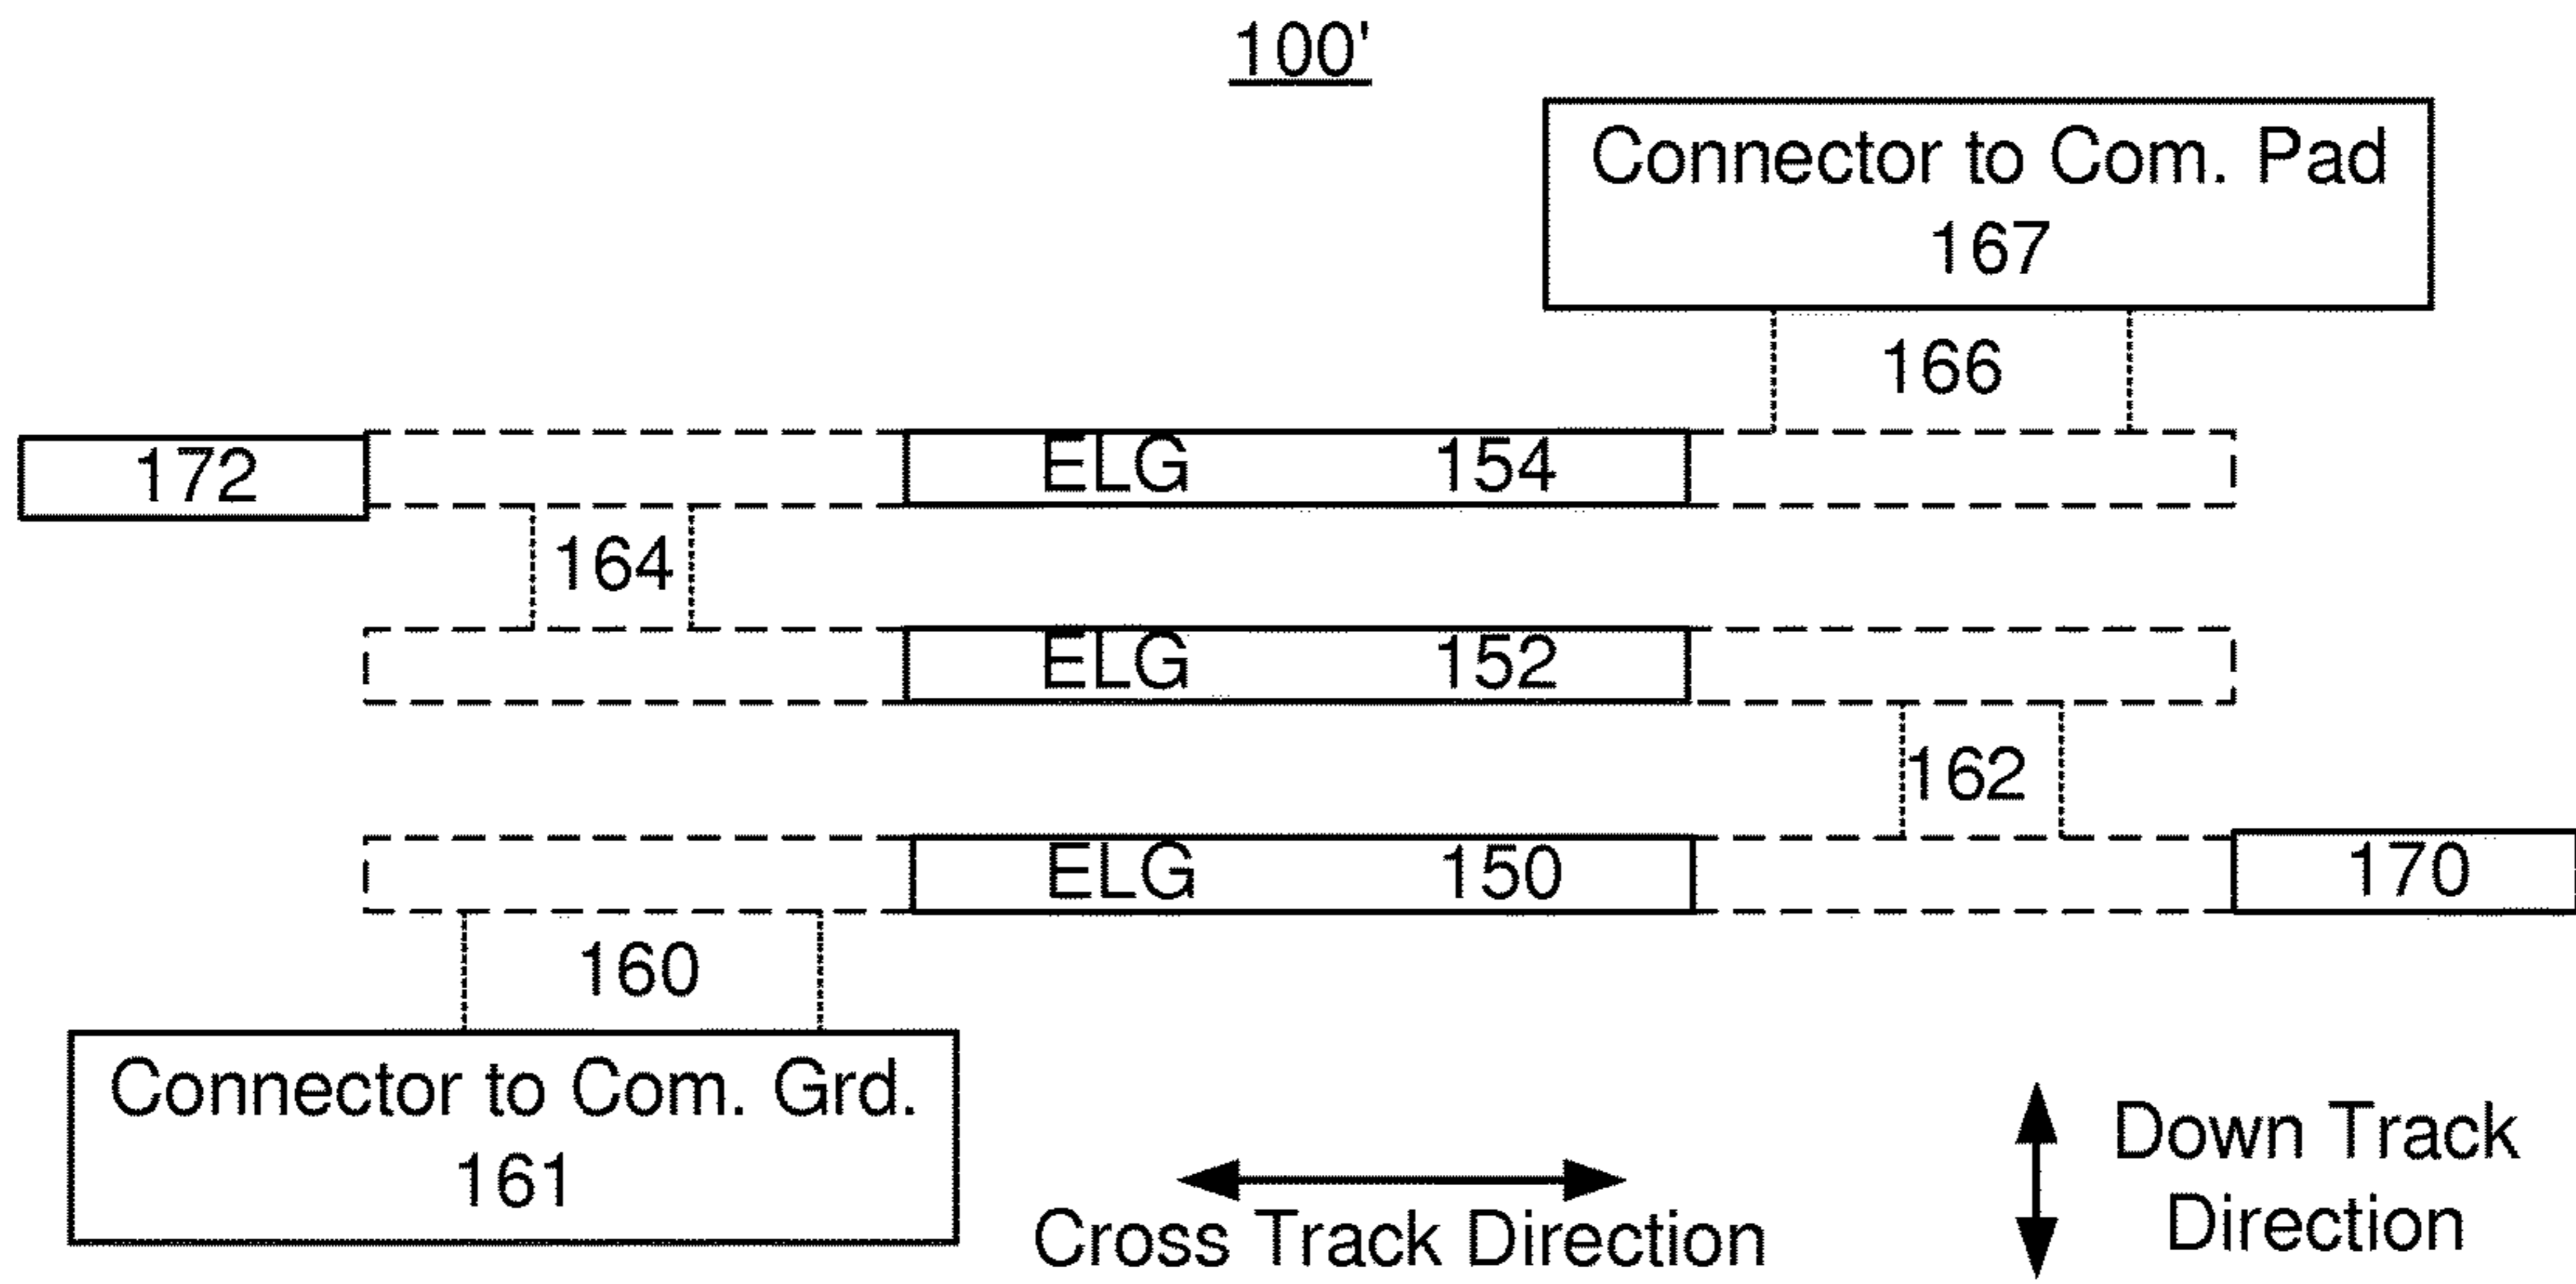 100'
Connector to Com. Pad
167
166
172
ELG 154
164
ELG 152
162
ELG 150
170
160
Connector to Com. Grd.
161
Cross Track Direction
Down Track
Direction